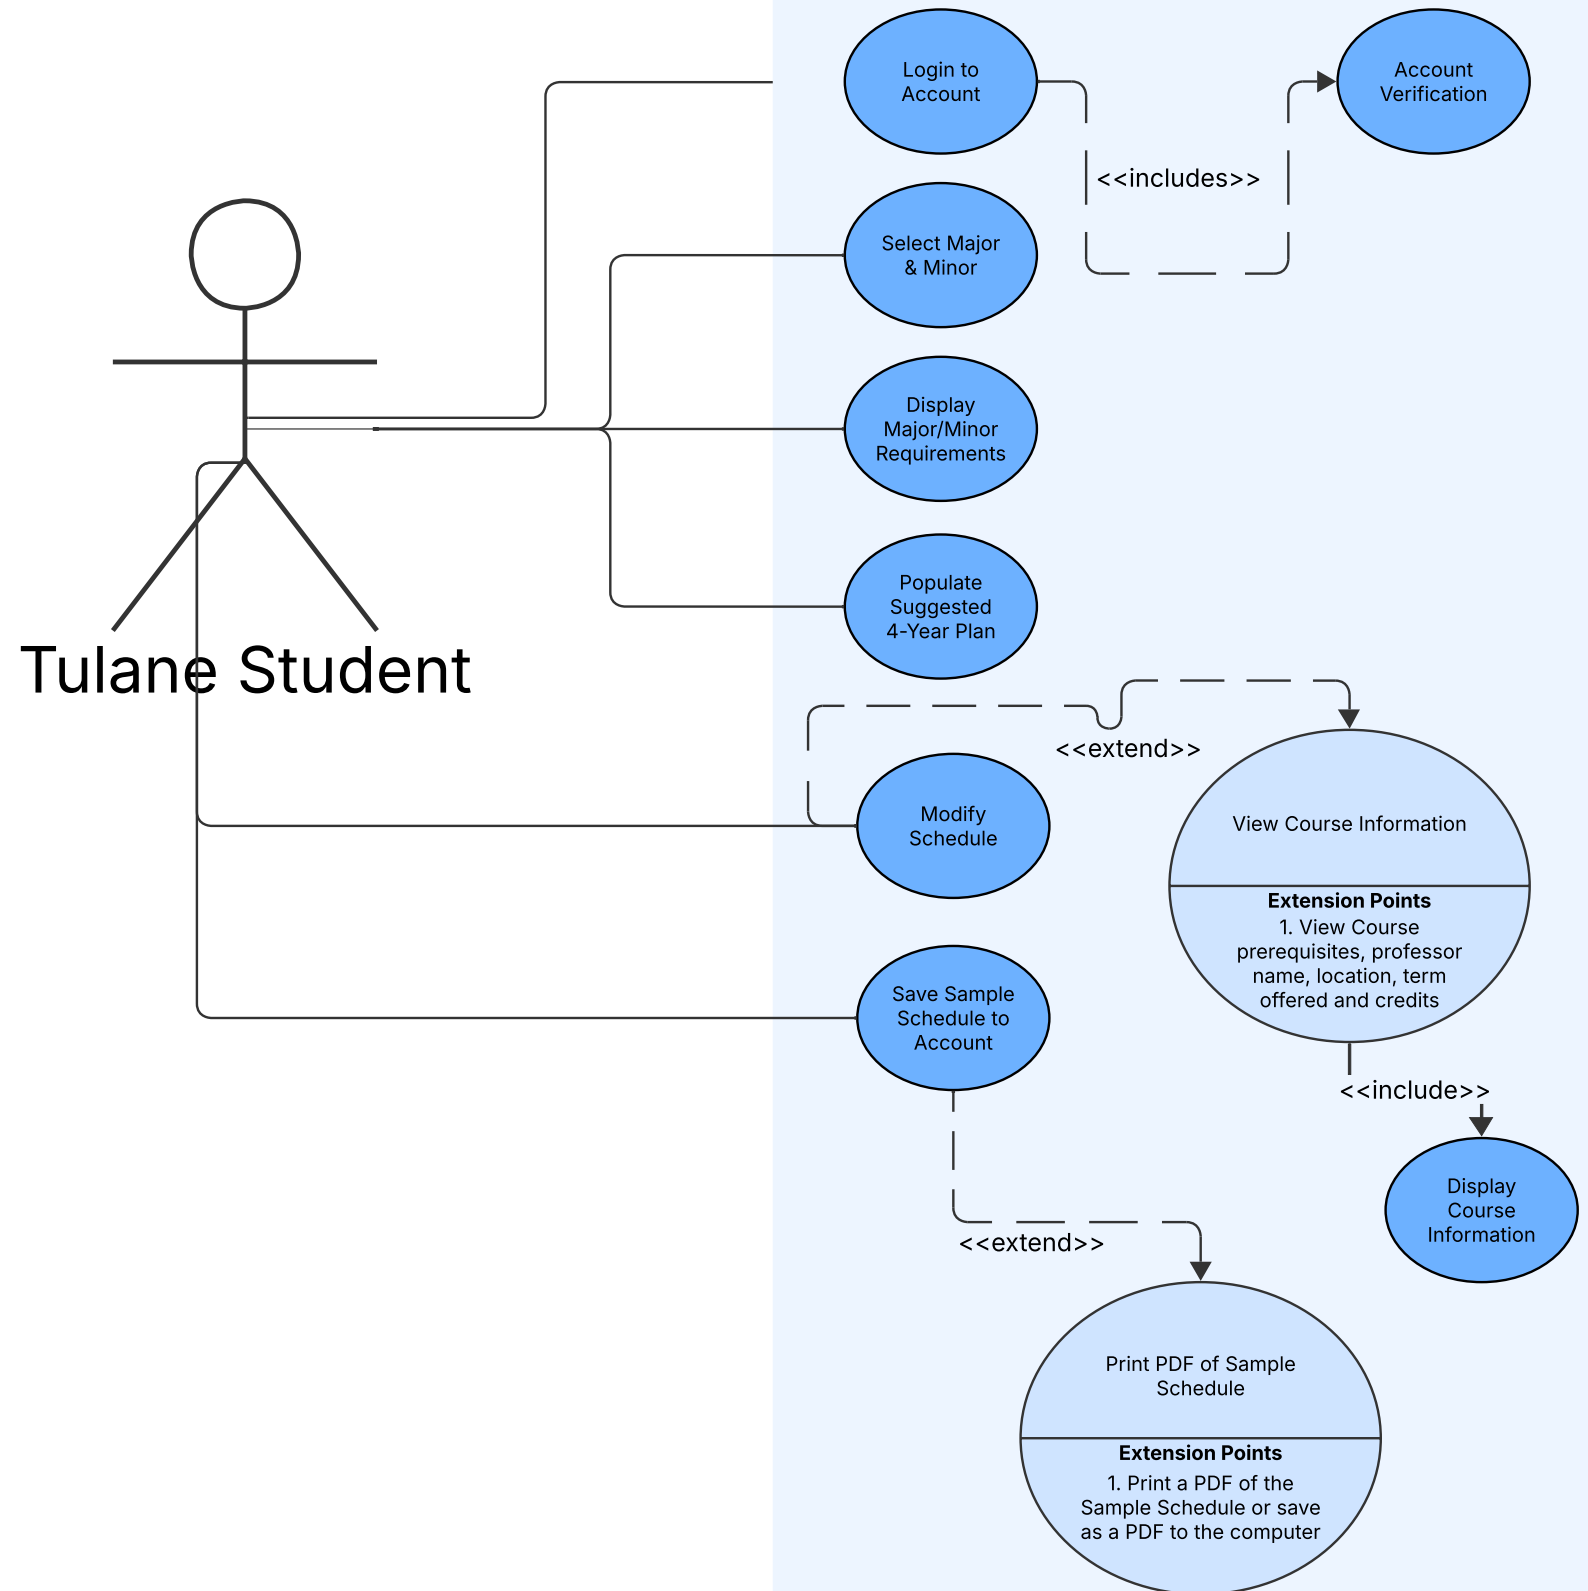 Login to
Account
Account
Verification
<<includes>>
Select Major
& Minor
Display
Major/Minor
Requirements
Populate
Suggested
4-Year Plan
Tulane Student
<<extend>>
Modify
Schedule
View Course Information
Extension Points
1. View Course
prerequisites, professor
name, location, term
offered and credits
Save Sample
Schedule to
Account
<<include>>
Display
Course
Information
<<extend>>
Print PDF of Sample
Schedule
Extension Points
1. Print a PDF of the
Sample Schedule or save
as a PDF to the computer